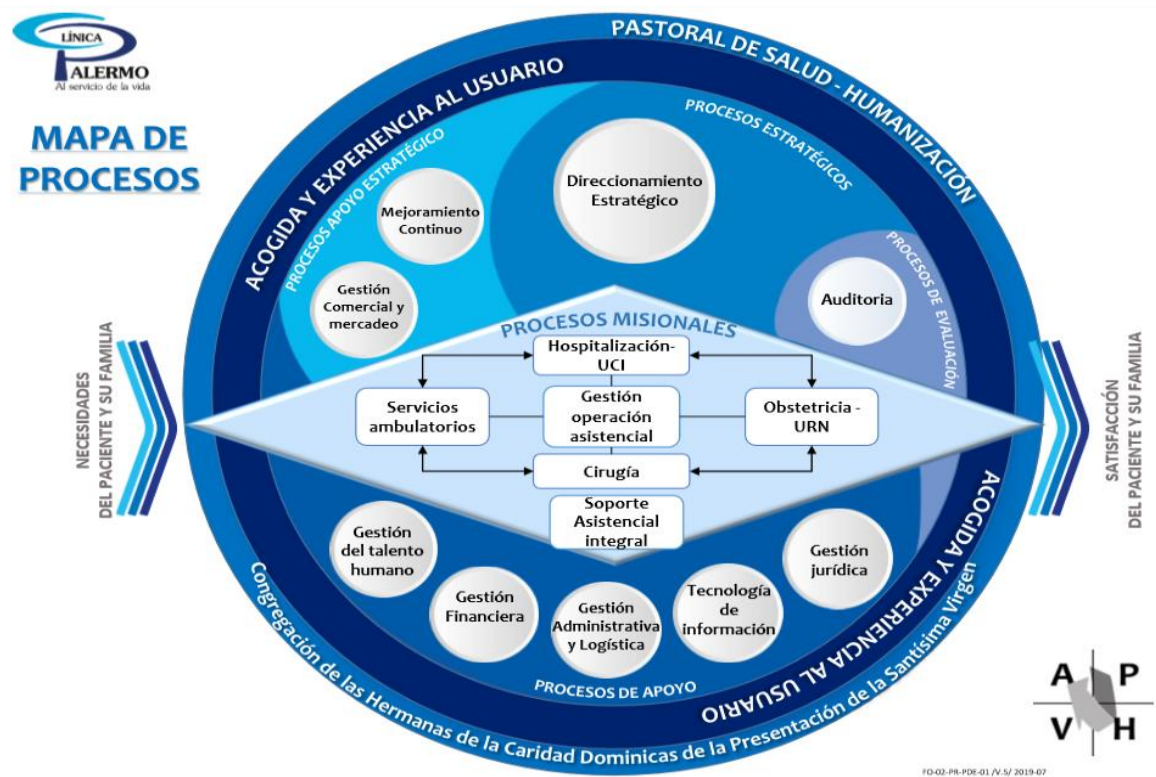 CLÍNICA
PALERMO
Al servicio de la vida
MAPA DE
PROCESOS
PASTORAL DE SALUD - HUMANIZACIÓN
ACOGIDA Y EXPERIENCIA AL USUARIO
PROCESOS APOYO ESTRATÉGICO
Mejoramiento
Continuo
Gestión
Comercial y
mercadeo
PROCESOS ESTRATÉGICOS
Direccionamiento
Estratégico
PROCESOS DE EVALUACIÓN
Auditoria
NECESIDADES
DEL PACIENTE Y SU FAMILIA
PROCESOS MISIONALES
Hospitalización-
UCI
Servicios
ambulatorios
Gestión
operación
asistencial
Obstetricia -
URN
Cirugía
Soporte
Asistencial
integral
SATISFACCIÓN
DEL PACIENTE Y SU FAMILIA
Gestión
del talento
humano
Gestión
Financiera
Gestión
Administrativa
y Logística
Tecnología
de
información
Gestión
jurídica
PROCESOS DE APOYO
ACOGIDA Y EXPERIENCIA AL USUARIO
Congregación de las Hermanas de la Caridad Dominicas de la Presentación de la Santísima Virgen
A P
V H
FO-02-PR-PDE-01 /V.5/ 2019-07